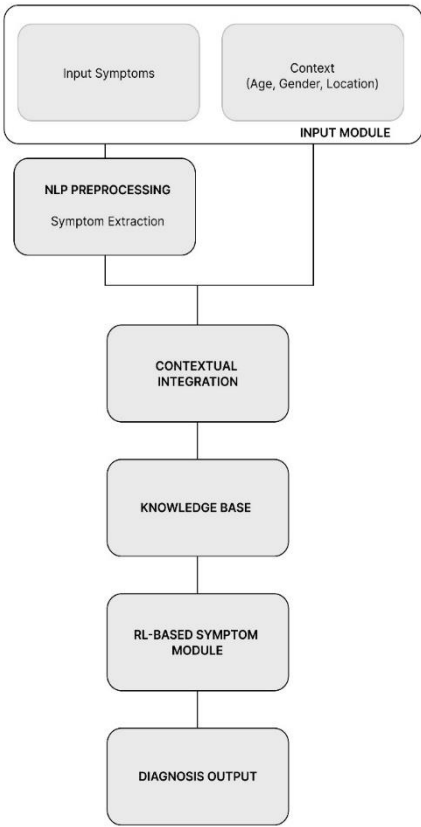 Input Symptoms
Context
(Age, Gender, Location)
INPUT MODULE
NLP PREPROCESSING
Symptom Extraction
CONTEXTUAL
INTEGRATION
KNOWLEDGE BASE
RL-BASED SYMPTOM
MODULE
DIAGNOSIS OUTPUT